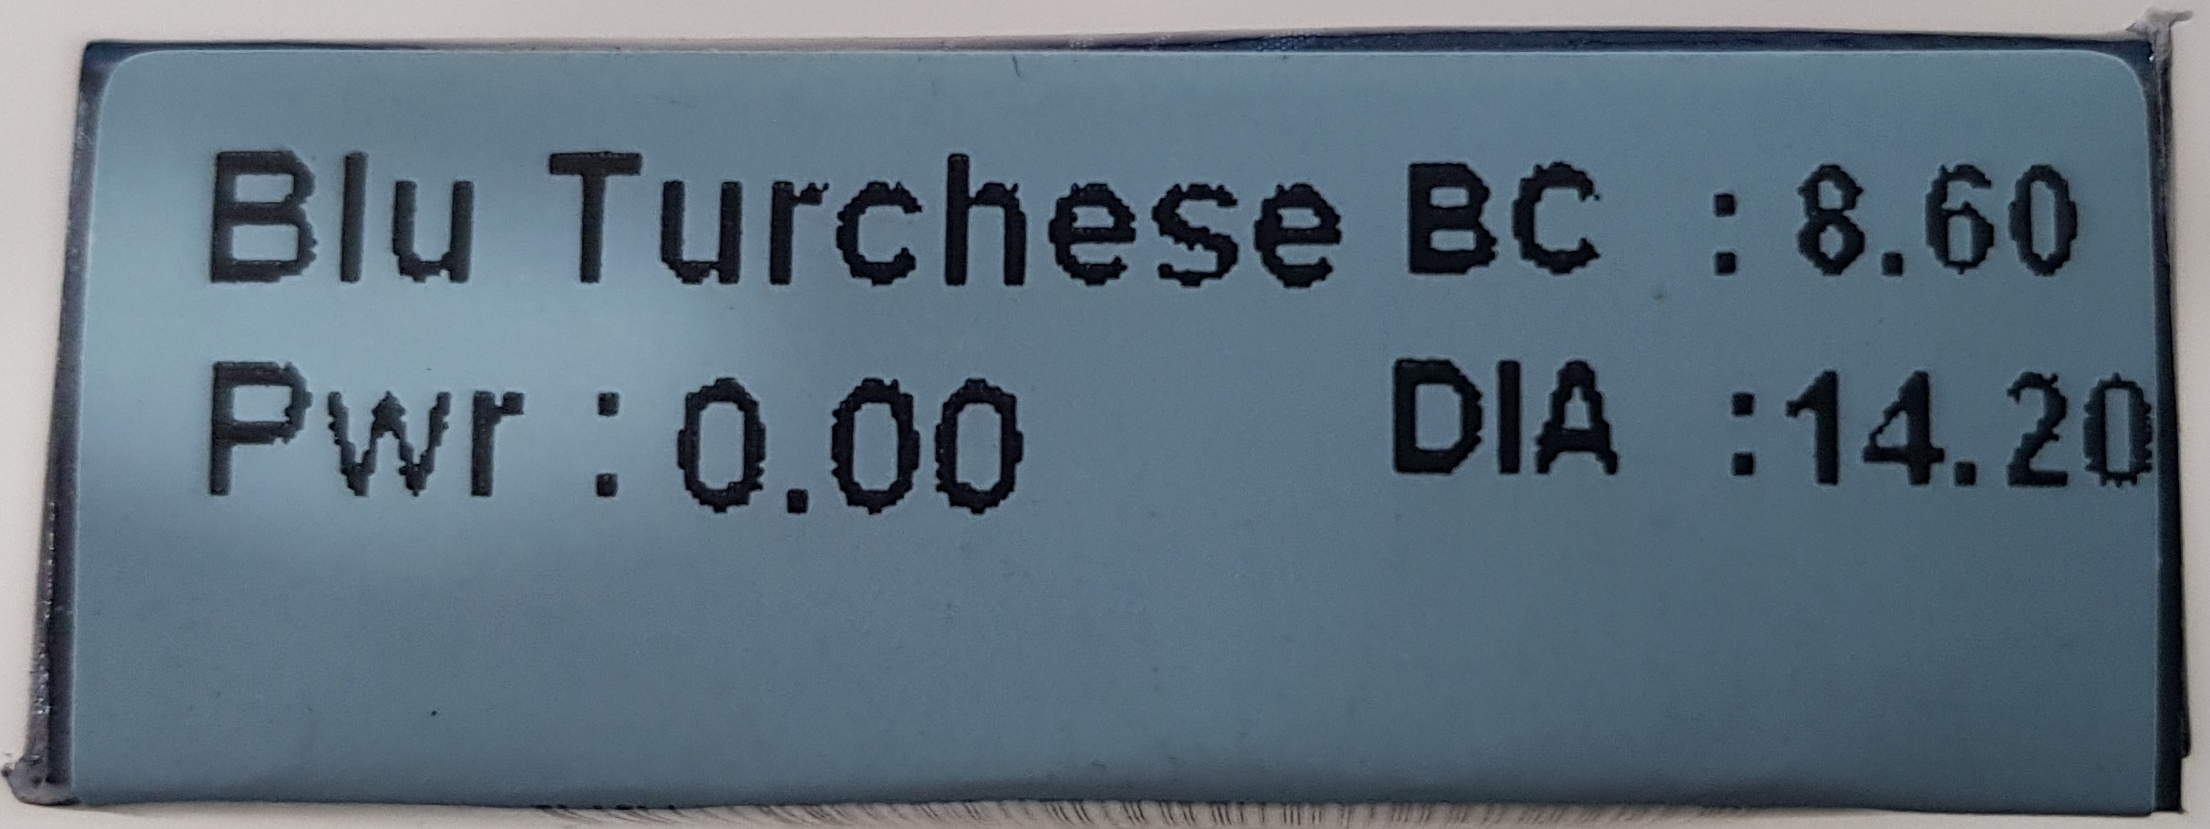 Blu Turchese BC : 8.60
Pwr : 0.00 DIA :14.20